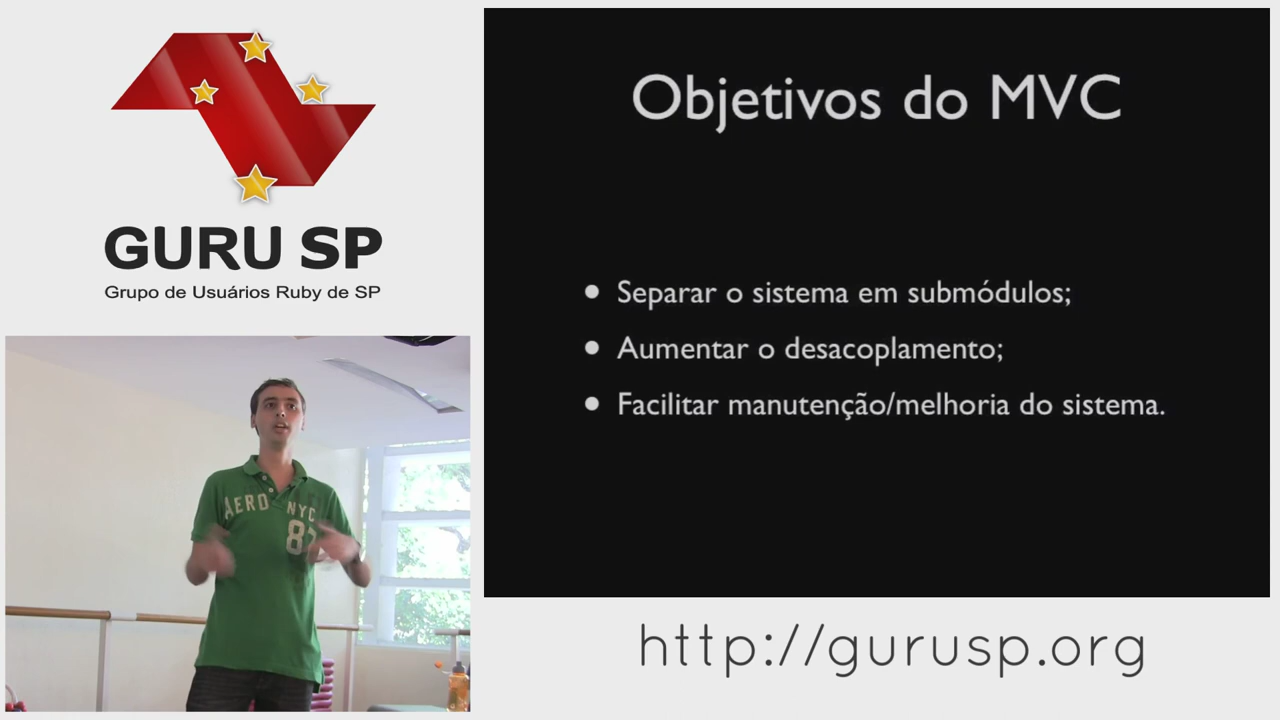 GURU SP
Grupo de Usuários Ruby de SP
Objetivos do MVC
• Separar o sistema em submódulos;
• Aumentar o desacoplamento;
• Facilitar manutenção/melhoria do sistema.
AERO NYC
87
http://gurusp.org